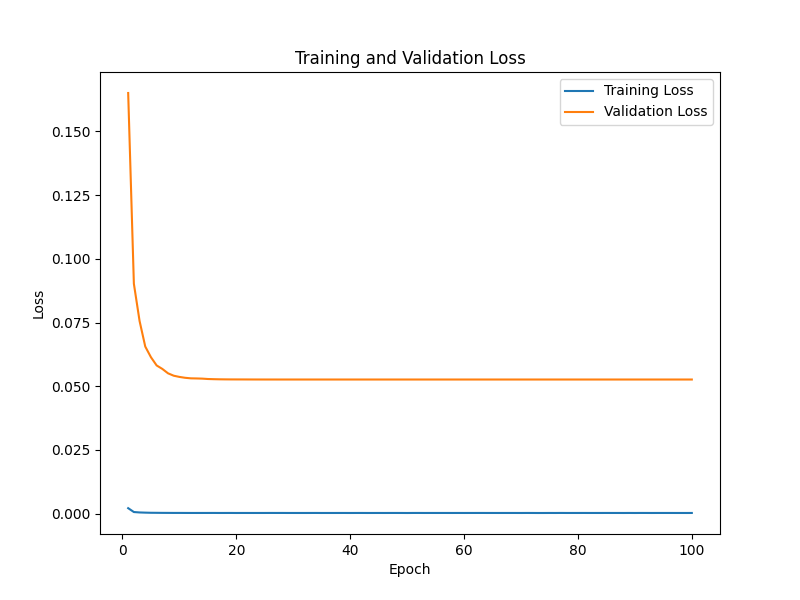 Training and Validation Loss
Training Loss
Validation Loss
0.150
0.125
0.100
0.075
0.050
0.025
0.000
Loss
0 20 40 60 80 100
Epoch